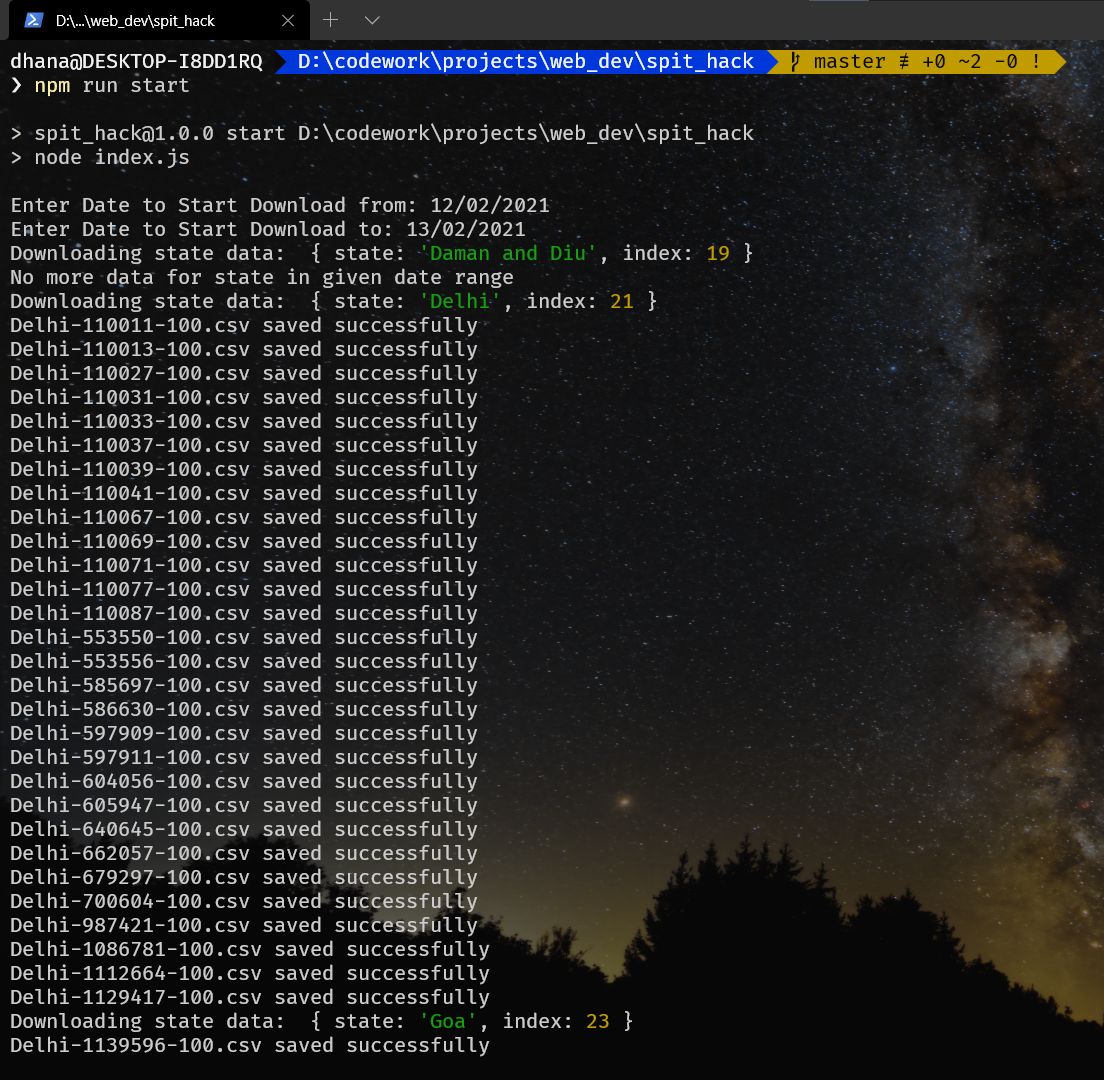 D:\...\web_dev\spit_hack
dhana@DESKTOP-I8DD1RQ D:\codework\projects\web_dev\spit_hack master ≢ +0 ~2 -0 !
❯ npm run start
> spit_hack@1.0.0 start D:\codework\projects\web_dev\spit_hack
> node index.js
Enter Date to Start Download from: 12/02/2021
Enter Date to Start Download to: 13/02/2021
Downloading state data:  { state: 'Daman and Diu', index: 19 }
No more data for state in given date range
Downloading state data:  { state: 'Delhi', index: 21 }
Delhi-110011-100.csv saved successfully
Delhi-110013-100.csv saved successfully
Delhi-110027-100.csv saved successfully
Delhi-110031-100.csv saved successfully
Delhi-110033-100.csv saved successfully
Delhi-110037-100.csv saved successfully
Delhi-110039-100.csv saved successfully
Delhi-110041-100.csv saved successfully
Delhi-110067-100.csv saved successfully
Delhi-110069-100.csv saved successfully
Delhi-110071-100.csv saved successfully
Delhi-110077-100.csv saved successfully
Delhi-110087-100.csv saved successfully
Delhi-553550-100.csv saved successfully
Delhi-553556-100.csv saved successfully
Delhi-585697-100.csv saved successfully
Delhi-586630-100.csv saved successfully
Delhi-597909-100.csv saved successfully
Delhi-597911-100.csv saved successfully
Delhi-604056-100.csv saved successfully
Delhi-605947-100.csv saved successfully
Delhi-640645-100.csv saved successfully
Delhi-662057-100.csv saved successfully
Delhi-679297-100.csv saved successfully
Delhi-700604-100.csv saved successfully
Delhi-987421-100.csv saved successfully
Delhi-1086781-100.csv saved successfully
Delhi-1112664-100.csv saved successfully
Delhi-1129417-100.csv saved successfully
Downloading state data:  { state: 'Goa', index: 23 }
Delhi-1139596-100.csv saved successfully